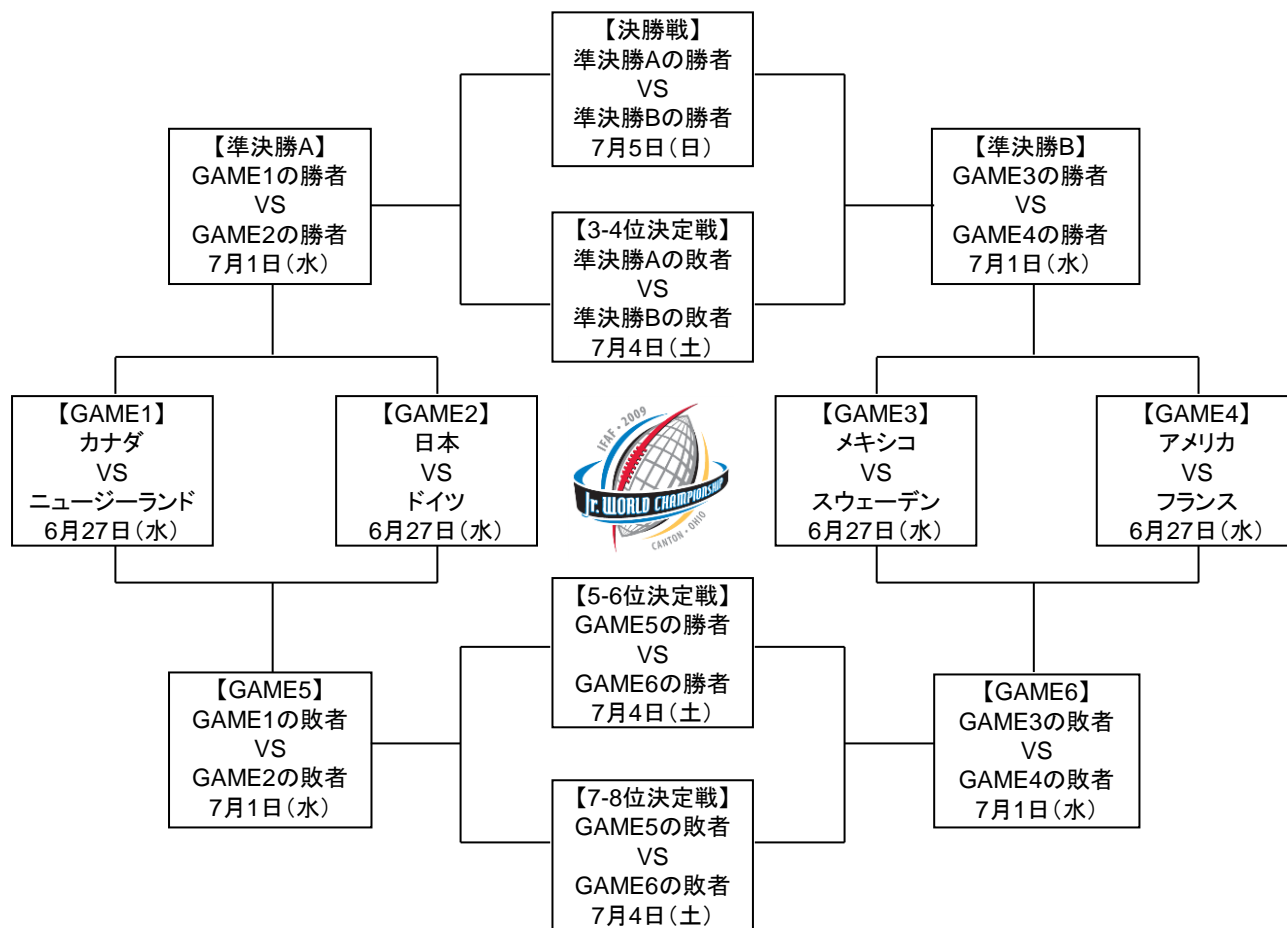 【決勝戦】
準決勝Aの勝者
VS
準決勝Bの勝者
7月5日(日)
【準決勝A】
GAME1の勝者
VS
GAME2の勝者
7月1日(水)
【準決勝B】
GAME3の勝者
VS
GAME4の勝者
7月1日(水)
【3-4位決定戦】
準決勝Aの敗者
VS
準決勝Bの敗者
7月4日(土)
【GAME1】
カナダ
VS
ニュージーランド
6月27日(水)
【GAME2】
日本
VS
ドイツ
6月27日(水)
IFAF・2009
Jr. WORLD CHAMPIONSHIP
CANTON・OHIO
【GAME3】
メキシコ
VS
スウェーデン
6月27日(水)
【GAME4】
アメリカ
VS
フランス
6月27日(水)
【5-6位決定戦】
GAME5の勝者
VS
GAME6の勝者
7月4日(土)
【GAME5】
GAME1の敗者
VS
GAME2の敗者
7月1日(水)
【GAME6】
GAME3の敗者
VS
GAME4の敗者
7月1日(水)
【7-8位決定戦】
GAME5の敗者
VS
GAME6の敗者
7月4日(土)